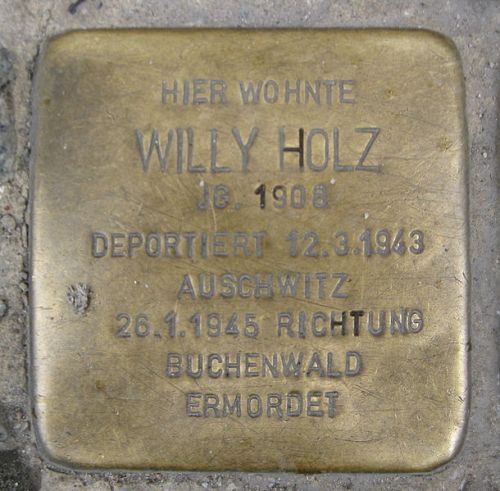 HIER WOHNTE
WILLY HOLZ
JG. 1908
DEPORTIERT 12.3.1943
AUSCHWITZ
26.1.1945 RICHTUNG
BUCHENWALD
ERMORDET